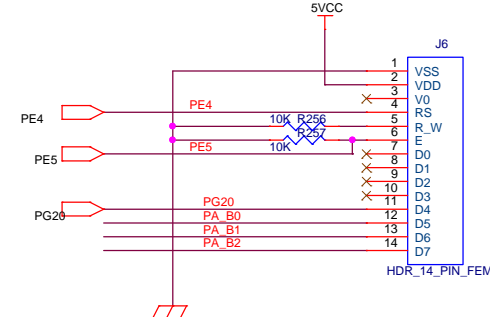 5VCC
J6
1 VSS
2 VDD
3 V0
PE4 PE4 4 RS
10K R256 5 R_W
R257 6 E
10K
PE5 PE5 7 D0
8 D1
9 D2
10 D3
PG20 PG20 11 D4
PA_B0 12 D5
PA_B1 13 D6
PA_B2 14 D7
HDR_14_PIN_FEM